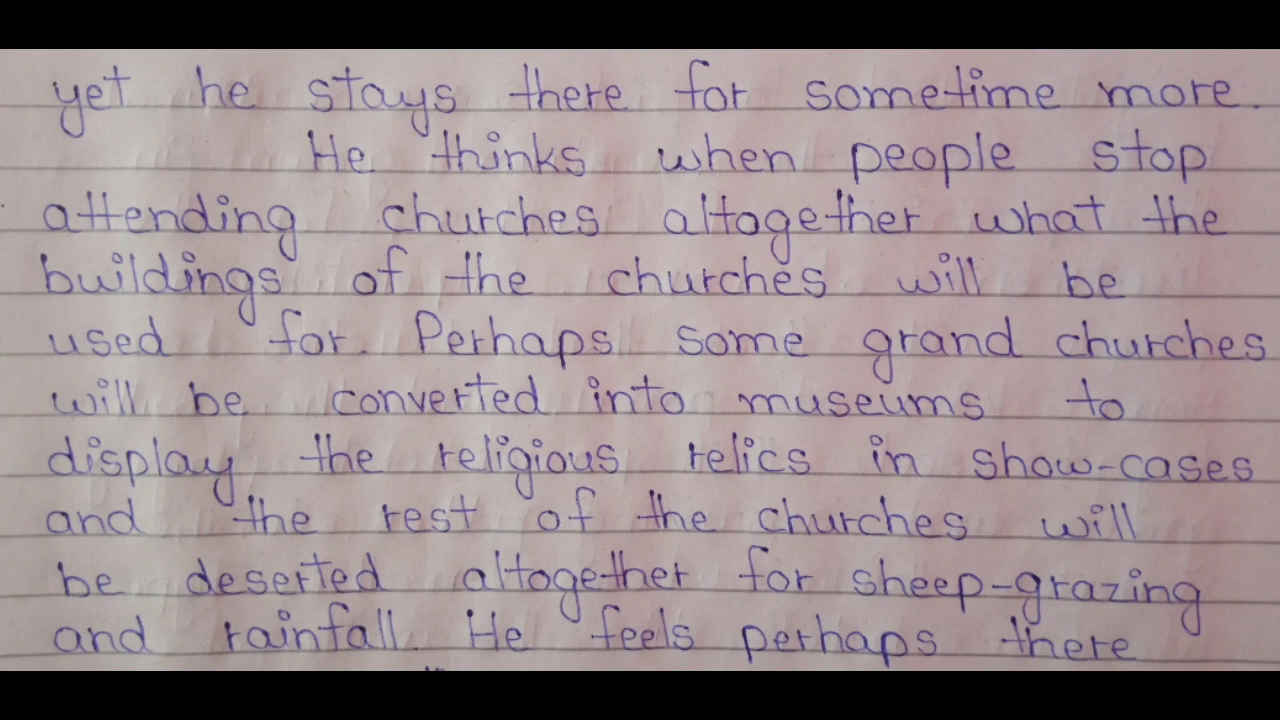 yet he stays there for sometime more.
He thinks when people stop
attending churches altogether what the
buildings of the churches will be
used for. Perhaps some grand churches
will be converted into museums to
display the religious relics in show-cases
and the rest of the churches will
be deserted altogether for sheep-grazing
and rainfall. He feels perhaps there